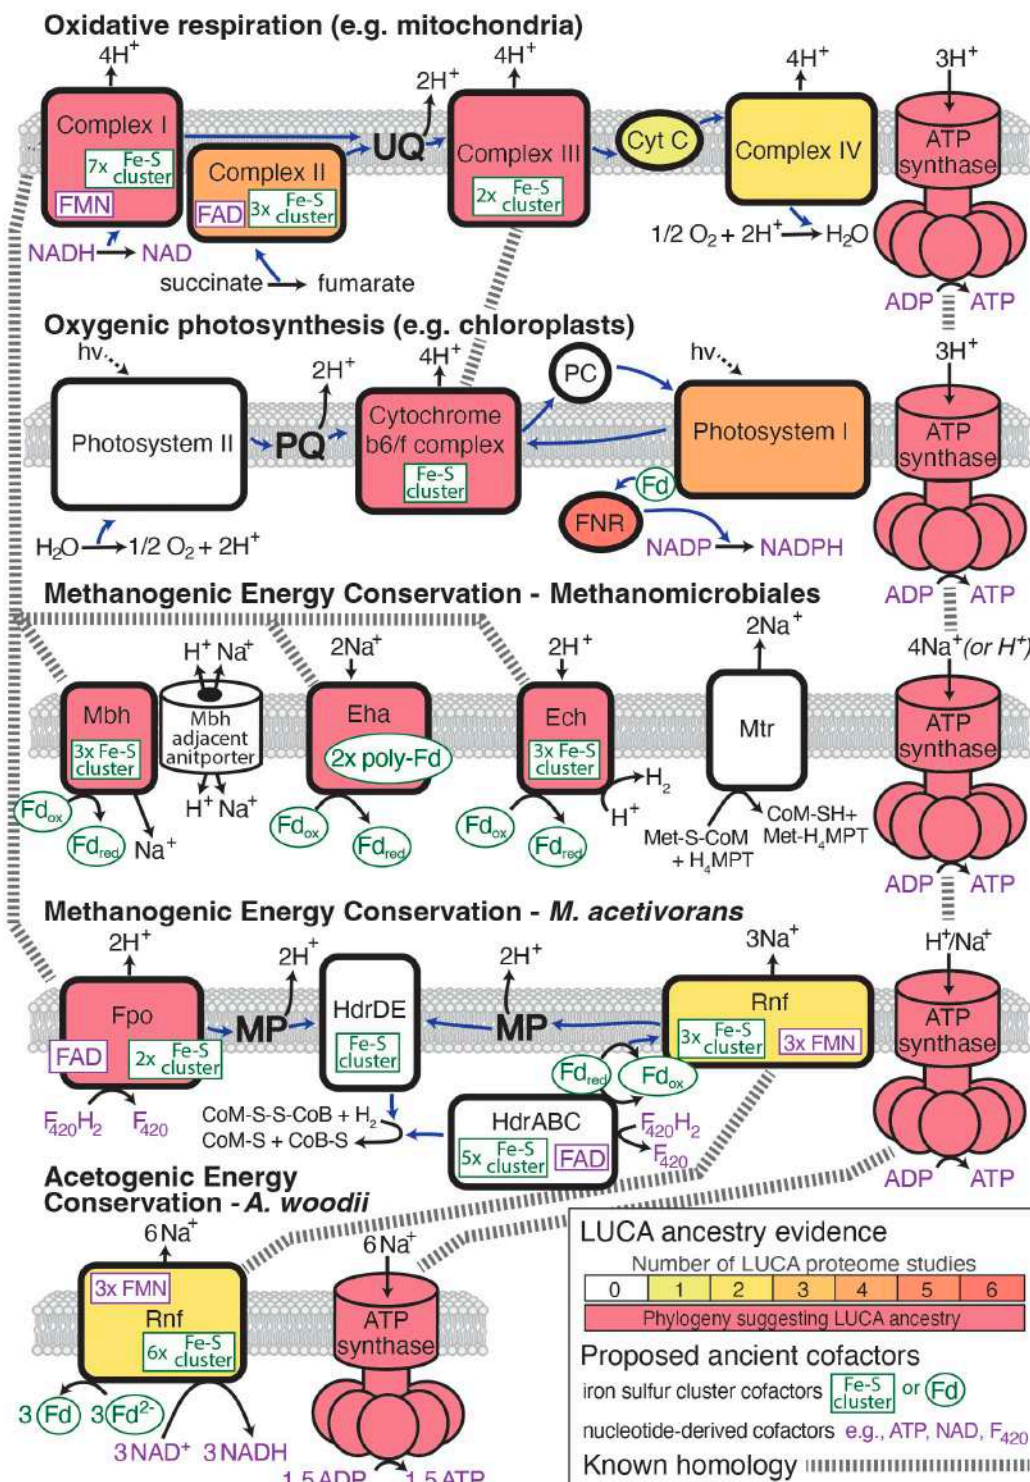 Oxidative respiration (e.g. mitochondria)
4H⁺
2H⁺
4H⁺
4H⁺
3H⁺
Complex I
7x Fe-S cluster
FMN
NADH NAD
Complex II
FAD
3x Fe-S cluster
succinate fumarate
UQ
Complex III
2x Fe-S cluster
Cyt C
Complex IV
1/2 O₂ + 2H⁺ H₂O
ATP synthase
ADP ATP
Oxygenic photosynthesis (e.g. chloroplasts)
hv
2H⁺
4H⁺
hv
3H⁺
Photosystem II
H₂O 1/2 O₂ + 2H⁺
PQ
Cytochrome b6/f complex
Fe-S cluster
PC
Photosystem I
Fd
FNR
NADP NADPH
ATP synthase
ADP ATP
Methanogenic Energy Conservation - Methanomicrobiales
H⁺ Na⁺
2Na⁺
2H⁺
2Na⁺
4Na⁺(or H⁺)
Mbh
3x Fe-S cluster
Fdox
Fdred
Na⁺
Mbh adjacent anitporter
H⁺ Na⁺
Eha
2x poly-Fd
Fdox
Fdred
Ech
3x Fe-S cluster
Fdox
Fdred
H₂
H⁺
Mtr
Met-S-CoM
+ H₄MPT
CoM-SH+
Met-H₄MPT
ATP synthase
ADP ATP
Methanogenic Energy Conservation - M. acetivorans
2H⁺
2H⁺
2H⁺
3Na⁺
H⁺/Na⁺
Fpo
FAD
2x Fe-S cluster
F₄₂₀H₂ F₄₂₀
MP
HdrDE
Fe-S cluster
MP
Rnf
3x Fe-S cluster
3x FMN
Fdred
Fdox
CoM-S-S-CoB + H₂
CoM-S + CoB-S
HdrABC
5x Fe-S cluster
FAD
F₄₂₀H₂
F₄₂₀
ATP synthase
ADP ATP
Acetogenic Energy
Conservation - A. woodii
6Na⁺
6Na⁺
3x FMN
Rnf
6x Fe-S cluster
3 Fd 3 Fd²⁻
3 NAD⁺ 3 NADH
ATP synthase
1.5 ADP 1.5 ATP
LUCA ancestry evidence
Number of LUCA proteome studies
0 1 2 3 4 5 6
Phylogeny suggesting LUCA ancestry
Proposed ancient cofactors
iron sulfur cluster cofactors Fe-S cluster or Fd
nucleotide-derived cofactors e.g., ATP, NAD, F₄₂₀
Known homology